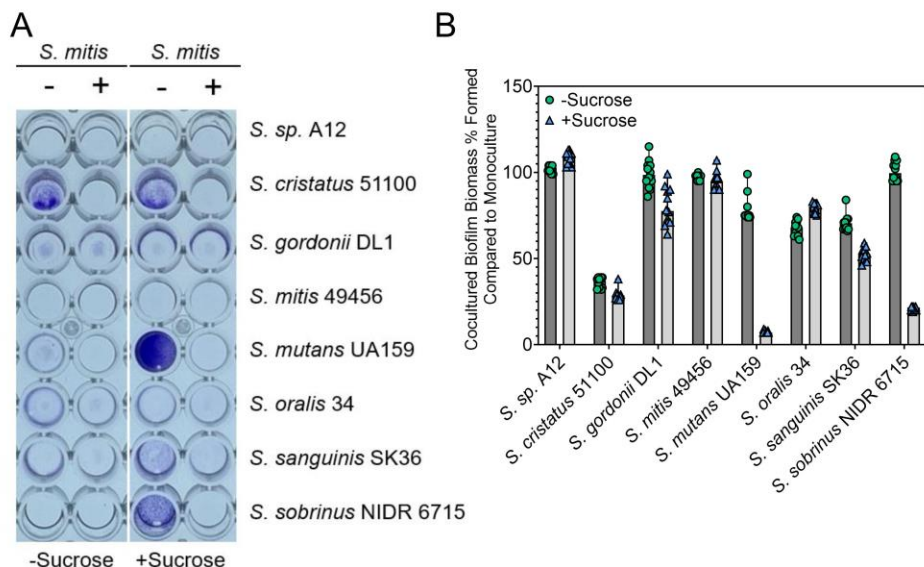 A
S. mitis S. mitis
- + - +
S. sp. A12
S. cristatus 51100
S. gordonii DL1
S. mitis 49456
S. mutans UA159
S. oralis 34
S. sanguinis SK36
S. sobrinus NIDR 6715
-Sucrose +Sucrose
B
Cocultured Biofilm Biomass % Formed
Compared to Monoculture
150
100
50
0
-Sucrose
+Sucrose
S. sp. A12
S. cristatus 51100
S. gordonii DL1
S. mitis 49456
S. mutans UA159
S. oralis 34
S. sanguinis SK36
S. sobrinus NIDR 6715